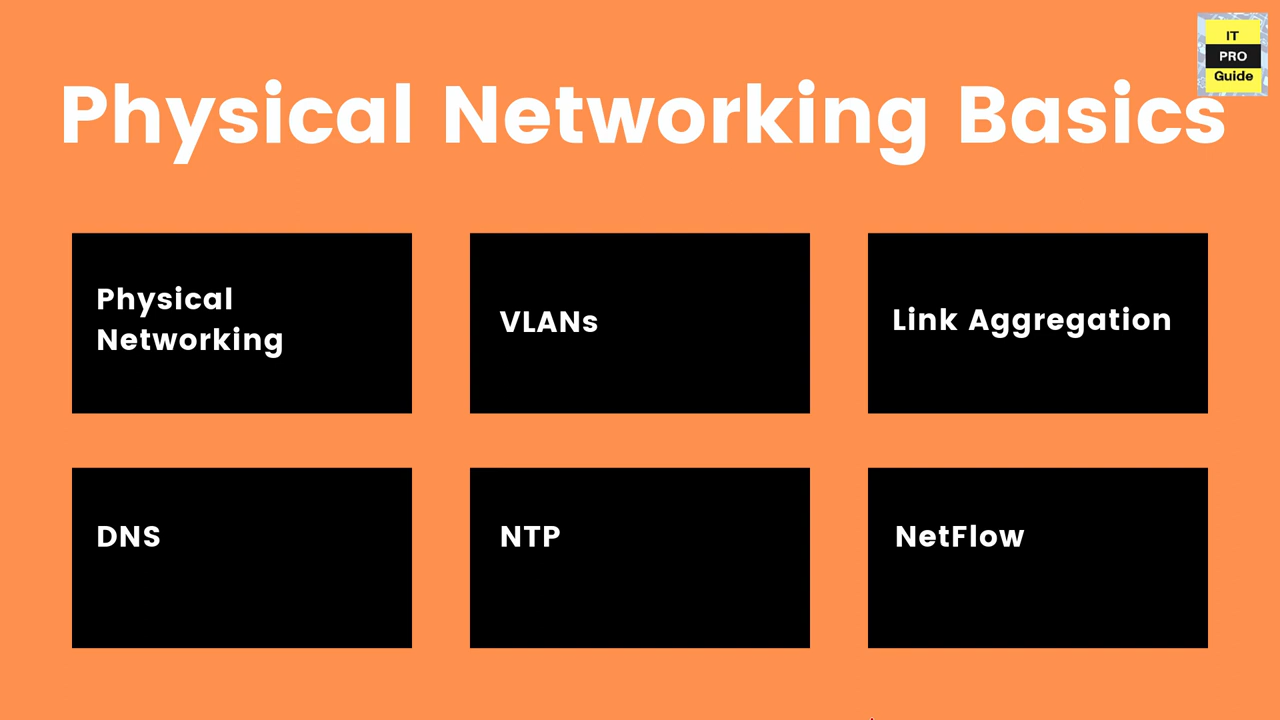 IT
PRO
Guide
Physical Networking Basics
Physical
Networking
VLANs
Link Aggregation
DNS
NTP
NetFlow